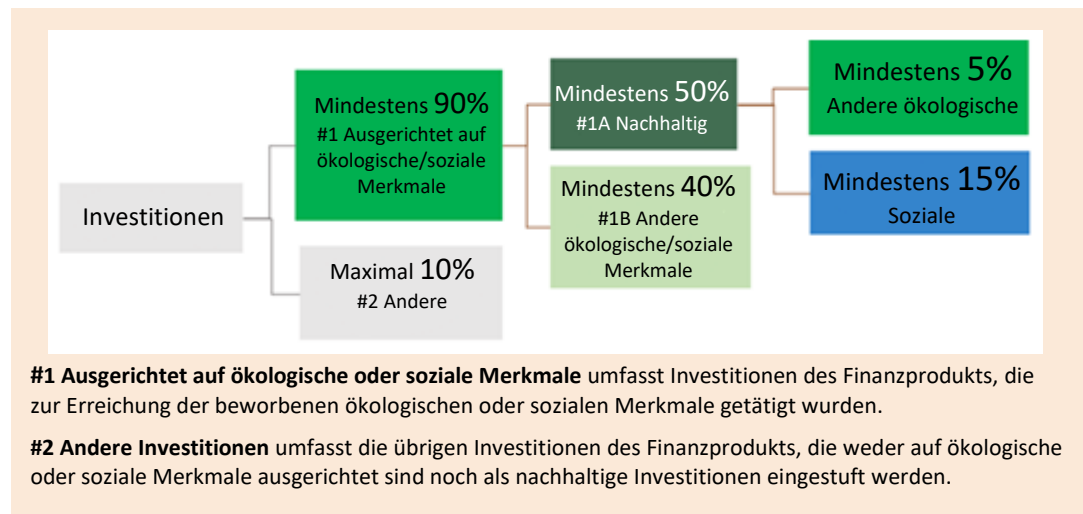 Investitionen
Mindestens 90%
#1 Ausgerichtet auf
ökologische/soziale
Merkmale
Maximal 10%
#2 Andere
Mindestens 50%
#1A Nachhaltig
Mindestens 40%
#1B Andere
ökologische/soziale
Merkmale
Mindestens 5%
Andere ökologische
Mindestens 15%
Soziale
#1 Ausgerichtet auf ökologische oder soziale Merkmale umfasst Investitionen des Finanzprodukts, die
zur Erreichung der beworbenen ökologischen oder sozialen Merkmale getätigt wurden.
#2 Andere Investitionen umfasst die übrigen Investitionen des Finanzprodukts, die weder auf ökologische
oder soziale Merkmale ausgerichtet sind noch als nachhaltige Investitionen eingestuft werden.